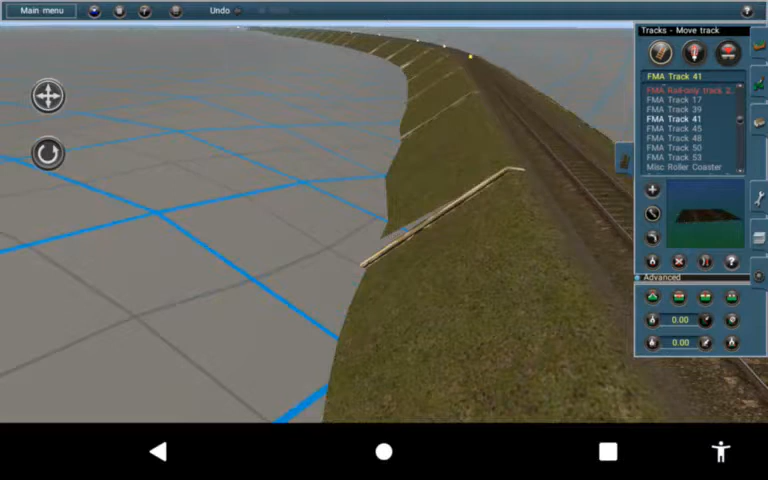 Main menu
Undo
?
Tracks - Move track
FMA Track 41
FMA Rail-only track 2..
FMA Track 17
FMA Track 39
FMA Track 41
FMA Track 45
FMA Track 48
FMA Track 50
FMA Track 53
Misc Roller Coaster
?
Advanced
0.00
0.00